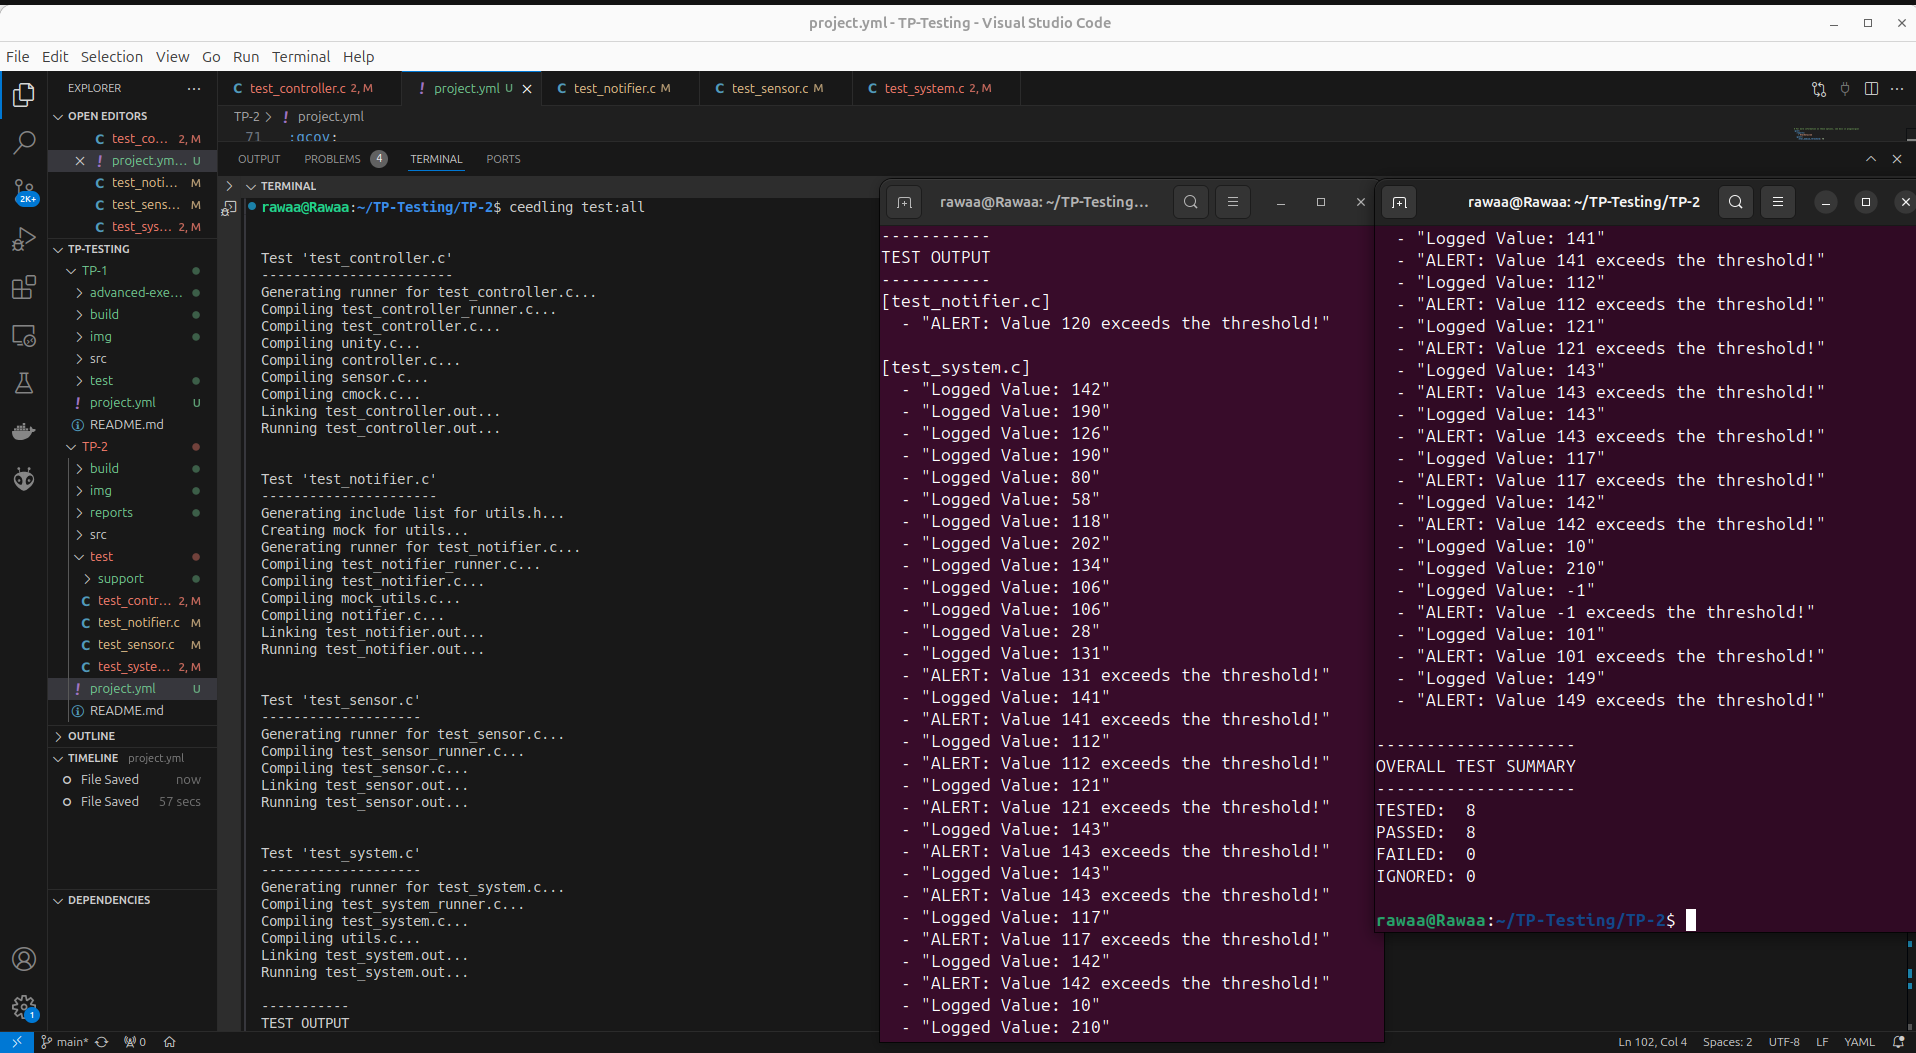 project.yml - TP-Testing - Visual Studio Code
File Edit Selection View Go Run Terminal Help
EXPLORER
OPEN EDITORS
test_co... 2, M
project.ym... U
test_noti... M
test_sens... M
test_sys... 2, M
TP-TESTING
TP-1
advanced-exe...
build
img
src
test
project.yml U
README.md
TP-2
build
img
reports
src
test
support
test_contr... 2, M
test_notifier.c M
test_sensor.c M
test_syste... 2, M
project.yml U
README.md
OUTLINE
TIMELINE project.yml
File Saved now
File Saved 57 secs
DEPENDENCIES
2K+
1
test_controller.c 2, M
project.yml U
test_notifier.c M
test_sensor.c M
test_system.c 2, M
TP-2 > ! project.yml
71 :gcov:
OUTPUT PROBLEMS 4 TERMINAL PORTS
TERMINAL
rawaa@Rawaa:~/TP-Testing/TP-2$ ceedling test:all
Test 'test_controller.c'
------------------------
Generating runner for test_controller.c...
Compiling test_controller_runner.c...
Compiling test_controller.c...
Compiling unity.c...
Compiling controller.c...
Compiling sensor.c...
Compiling cmock.c...
Linking test_controller.out...
Running test_controller.out...
Test 'test_notifier.c'
----------------------
Generating include list for utils.h...
Creating mock for utils...
Generating runner for test_notifier.c...
Compiling test_notifier_runner.c...
Compiling test_notifier.c...
Compiling mock_utils.c...
Compiling notifier.c...
Linking test_notifier.out...
Running test_notifier.out...
Test 'test_sensor.c'
--------------------
Generating runner for test_sensor.c...
Compiling test_sensor_runner.c...
Compiling test_sensor.c...
Linking test_sensor.out...
Running test_sensor.out...
Test 'test_system.c'
--------------------
Generating runner for test_system.c...
Compiling test_system_runner.c...
Compiling test_system.c...
Compiling utils.c...
Linking test_system.out...
Running test_system.out...
-----------
TEST OUTPUT
rawaa@Rawaa: ~/TP-Testing...
-----------
TEST OUTPUT
-----------
[test_notifier.c]
- "ALERT: Value 120 exceeds the threshold!"
[test_system.c]
- "Logged Value: 142"
- "Logged Value: 190"
- "Logged Value: 126"
- "Logged Value: 190"
- "Logged Value: 80"
- "Logged Value: 58"
- "Logged Value: 118"
- "Logged Value: 202"
- "Logged Value: 134"
- "Logged Value: 106"
- "Logged Value: 106"
- "Logged Value: 28"
- "Logged Value: 131"
- "ALERT: Value 131 exceeds the threshold!"
- "Logged Value: 141"
- "ALERT: Value 141 exceeds the threshold!"
- "Logged Value: 112"
- "ALERT: Value 112 exceeds the threshold!"
- "Logged Value: 121"
- "ALERT: Value 121 exceeds the threshold!"
- "Logged Value: 143"
- "ALERT: Value 143 exceeds the threshold!"
- "Logged Value: 143"
- "ALERT: Value 143 exceeds the threshold!"
- "Logged Value: 117"
- "ALERT: Value 117 exceeds the threshold!"
- "Logged Value: 142"
- "ALERT: Value 142 exceeds the threshold!"
- "Logged Value: 10"
- "Logged Value: 210"
rawaa@Rawaa: ~/TP-Testing/TP-2
- "Logged Value: 141"
- "ALERT: Value 141 exceeds the threshold!"
- "Logged Value: 112"
- "ALERT: Value 112 exceeds the threshold!"
- "Logged Value: 121"
- "ALERT: Value 121 exceeds the threshold!"
- "Logged Value: 143"
- "ALERT: Value 143 exceeds the threshold!"
- "Logged Value: 143"
- "ALERT: Value 143 exceeds the threshold!"
- "Logged Value: 117"
- "ALERT: Value 117 exceeds the threshold!"
- "Logged Value: 142"
- "ALERT: Value 142 exceeds the threshold!"
- "Logged Value: 10"
- "Logged Value: 210"
- "Logged Value: -1"
- "ALERT: Value -1 exceeds the threshold!"
- "Logged Value: 101"
- "ALERT: Value 101 exceeds the threshold!"
- "Logged Value: 149"
- "ALERT: Value 149 exceeds the threshold!"
--------------------
OVERALL TEST SUMMARY
--------------------
TESTED: 8
PASSED: 8
FAILED: 0
IGNORED: 0
rawaa@Rawaa:~/TP-Testing/TP-2$
main* 0
Ln 102, Col 4 Spaces: 2 UTF-8 LF YAML